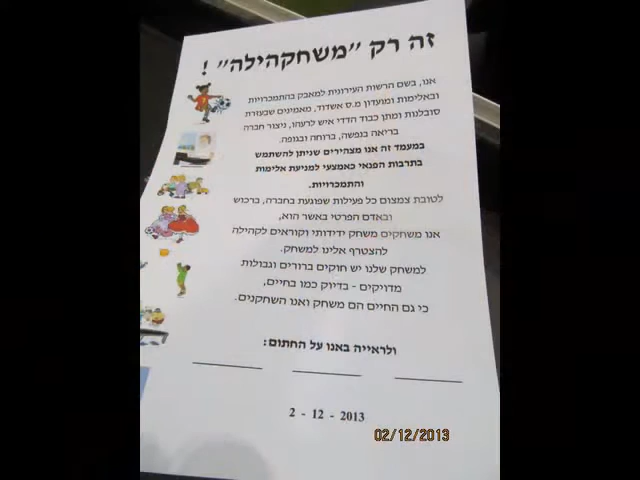 זה רק "משחקהילה" !
אנו, בשם הרשות העירונית למאבק בהתמכרויות
ובאלימות ומועדון מ.ס אשדוד, מאמינים שבעזרת
סובלנות ומתן כבוד הדדי איש לרעהו, ניצור חברה
בריאה בנפשה, ברוחה ובגופה.
במעמד זה אנו מצהירים שניתן להשתמש
בתרבות הפנאי כאמצעי למניעת אלימות
והתמכרויות.
לטובת צמצום כל פעילות שפוגעת בחברה, ברכוש
ובאדם הפרטי באשר הוא,
אנו משחקים משחק ידידותי וקוראים לקהילה
להצטרף אלינו למשחק.
למשחק שלנו יש חוקים ברורים וגבולות
מדויקים - בדיוק כמו בחיים,
כי גם החיים הם משחק ואנו השחקנים.
ולראייה באנו על החתום:
2 - 12 - 2013
02/12/2013